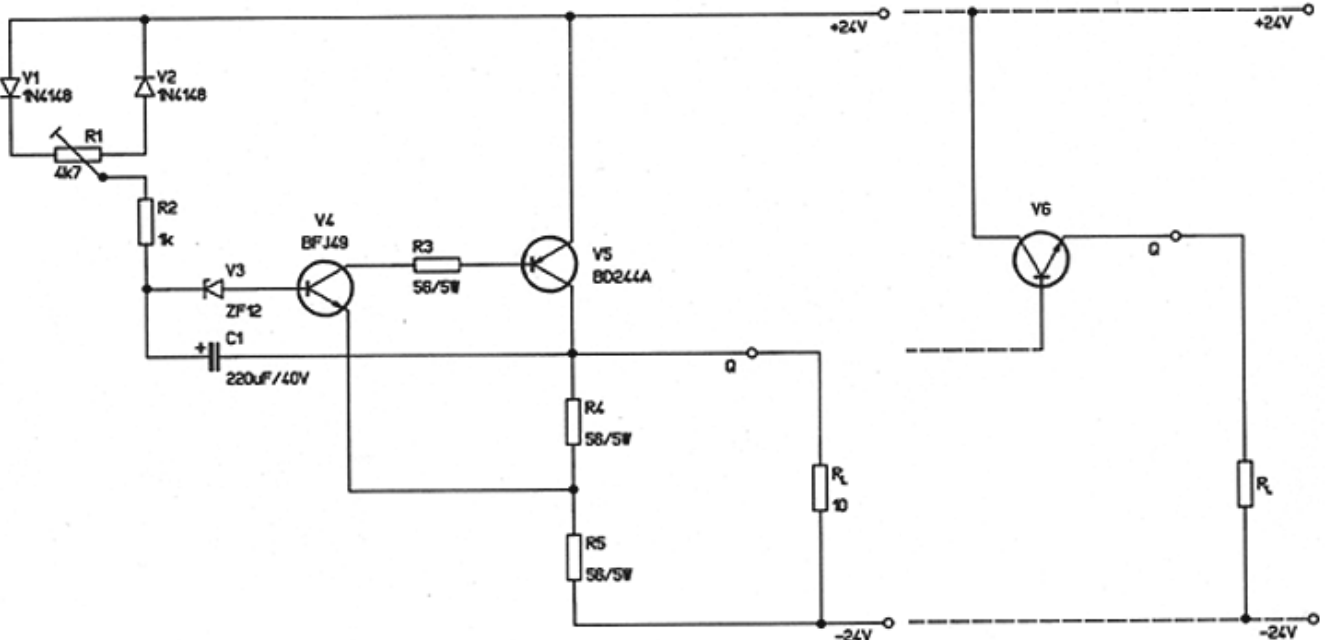 +24V
+24V
V1
1N4148
V2
1N4148
R1
4k7
R2
1k
V3
ZF12
V4
BFJ49
R3
56/5W
V5
BD244A
V6
Q
C1
+
220uF/40V
Q
R4
56/5W
RL
10
RL
R5
56/5W
-24V
-24V